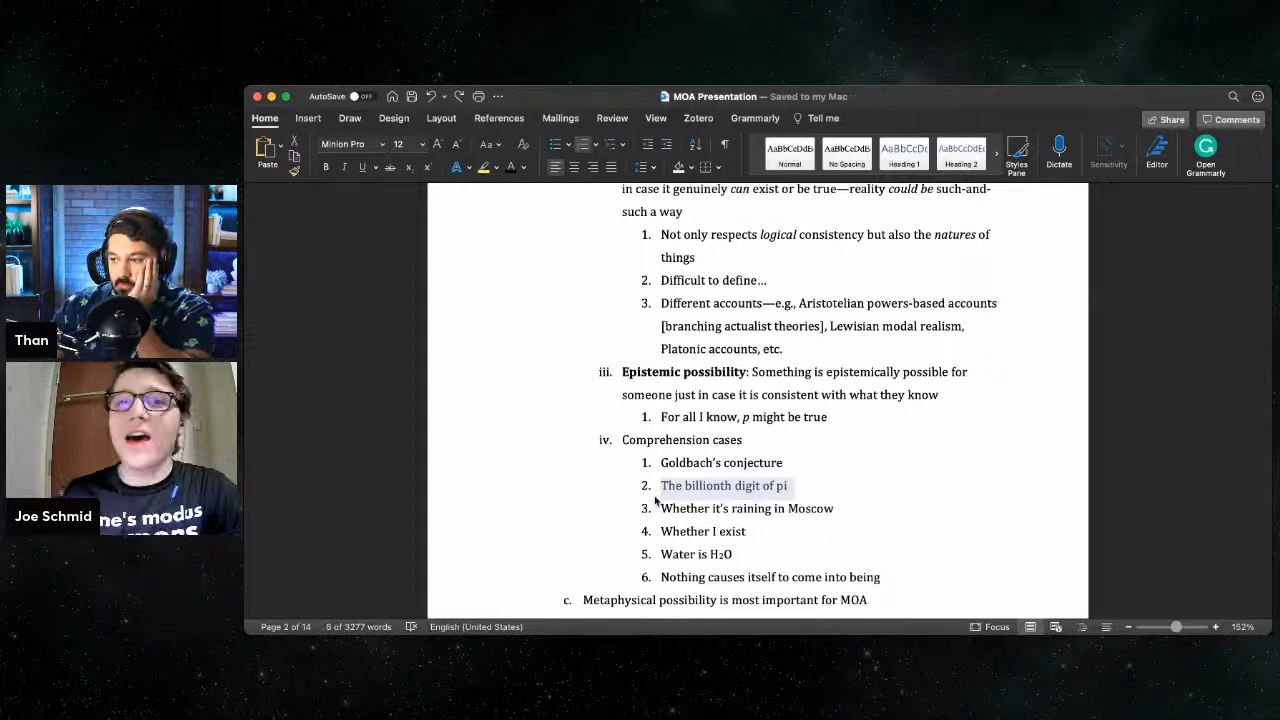 AutoSave OFF
MOA Presentation — Saved to my Mac
Home Insert Draw Design Layout References Mailings Review View Zotero Grammarly Tell me
Share Comments
Paste
Minion Pro 12
AaBbCcDdEe AaBbCcDdEe AaBbCcDc AaBbCcDdEe
Normal No Spacing Heading 1 Heading 2
Styles Pane
Dictate
Sensitivity
Editor
Open Grammarly
in case it genuinely can exist or be true—reality could be such-and-
such a way
1. Not only respects logical consistency but also the natures of
things
2. Difficult to define…
3. Different accounts—e.g., Aristotelian powers-based accounts
[branching actualist theories], Lewisian modal realism,
Platonic accounts, etc.
iii. Epistemic possibility: Something is epistemically possible for
someone just in case it is consistent with what they know
1. For all I know, p might be true
iv. Comprehension cases
1. Goldbach's conjecture
2. The billionth digit of pi
3. Whether it's raining in Moscow
4. Whether I exist
5. Water is H₂O
6. Nothing causes itself to come into being
c. Metaphysical possibility is most important for MOA
Page 2 of 14 6 of 3277 words English (United States) Focus 152%
Than
Joe Schmid
ne's modus